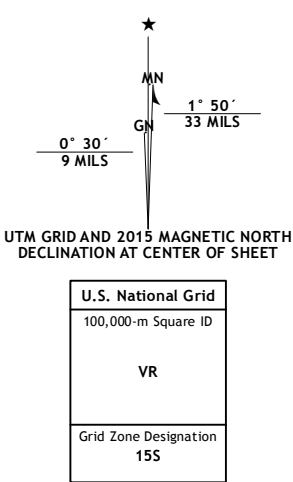 ★
MN
1° 50´
33 MILS
GN
0° 30´
9 MILS
UTM GRID AND 2015 MAGNETIC NORTH
DECLINATION AT CENTER OF SHEET
U.S. National Grid
100,000-m Square ID
VR
Grid Zone Designation
15S